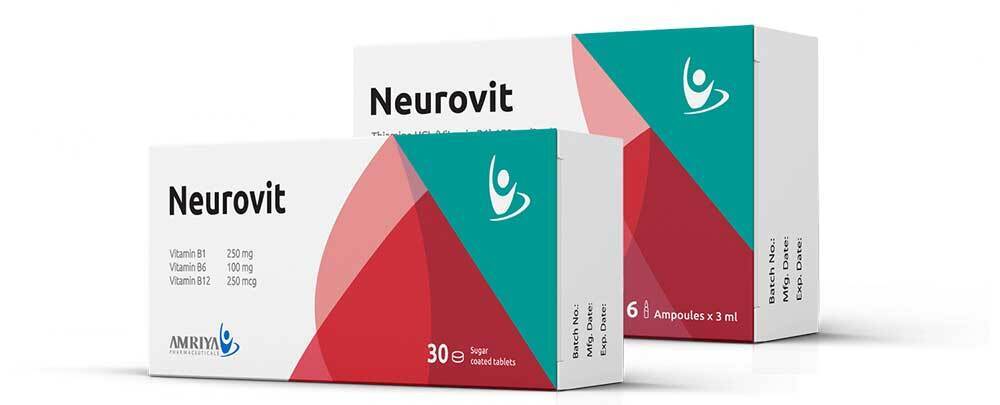 Neurovit
Neurovit
Vitamin B1 250 mg
Vitamin B6 100 mg
Vitamin B12 250 mcg
AMRIYA
PHARMACEUTICALS
30 Sugar
coated tablets
Batch No.:
Mfg. Date:
Exp. Date:
6 Ampoules x 3 ml
Batch No.:
Mfg. Date:
Exp. Date: